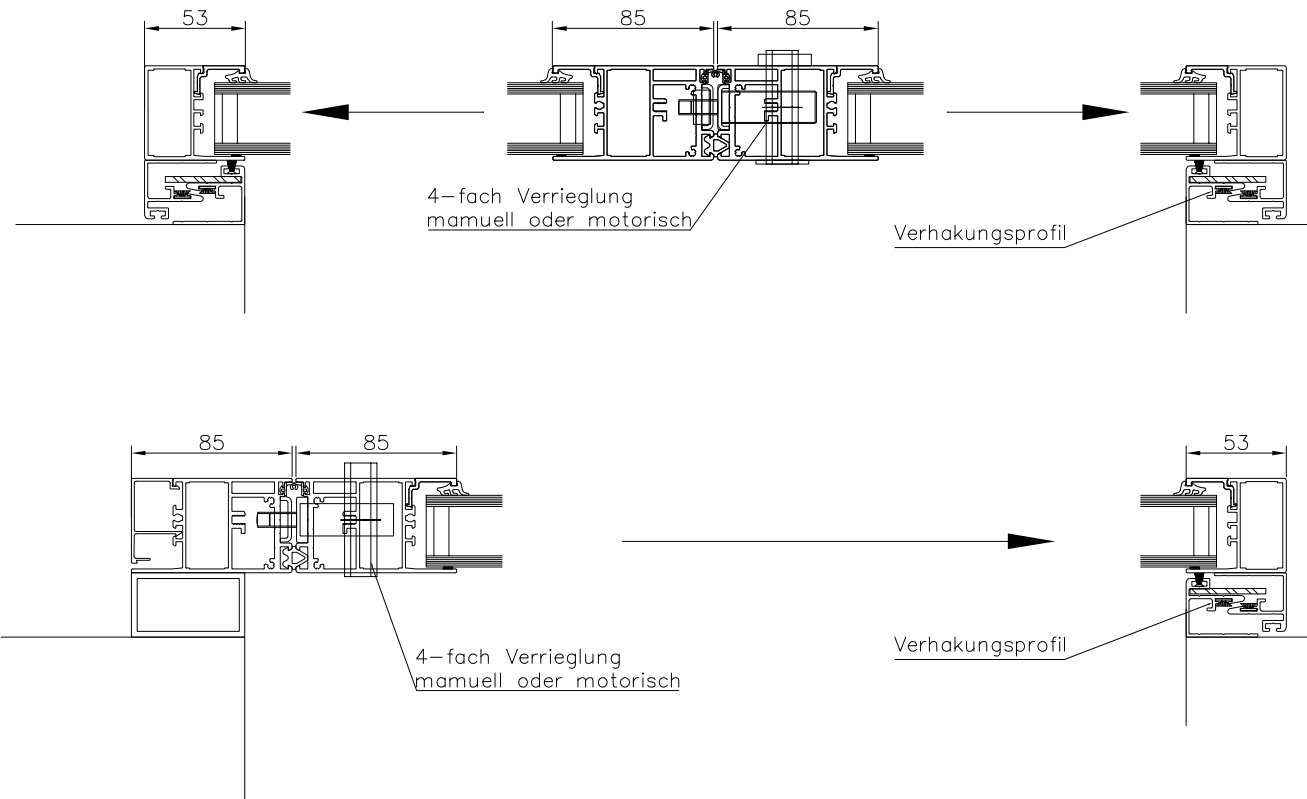 53
85
85
4-fach Verrieglung
mamuell oder motorisch
Verhakungsprofil
85
85
53
4-fach Verrieglung
mamuell oder motorisch
Verhakungsprofil